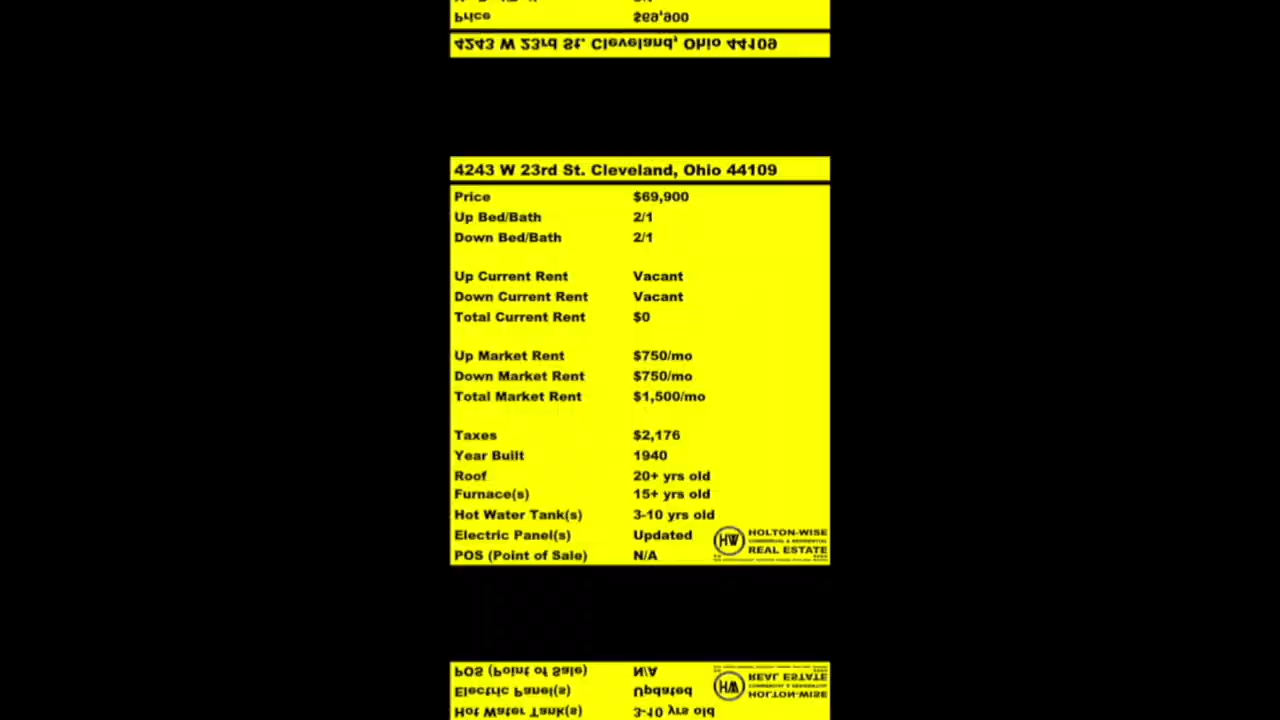 Price $69,900
4243 W 23rd St. Cleveland, Ohio 44109
4243 W 23rd St. Cleveland, Ohio 44109
Price $69,900
Up Bed/Bath 2/1
Down Bed/Bath 2/1
Up Current Rent Vacant
Down Current Rent Vacant
Total Current Rent $0
Up Market Rent $750/mo
Down Market Rent $750/mo
Total Market Rent $1,500/mo
Taxes $2,176
Year Built 1940
Roof 20+ yrs old
Furnace(s) 15+ yrs old
Hot Water Tank(s) 3-10 yrs old
Electric Panel(s) Updated
POS (Point of Sale) N/A
HW HOLTON-WISE
COMMERCIAL & RESIDENTIAL
REAL ESTATE
POS (Point of Sale) N/A
Electric Panel(s) Updated
Hot Water Tank(s) 3-10 yrs old
HW REAL ESTATE
COMMERCIAL & RESIDENTIAL
HOLTON-WISE